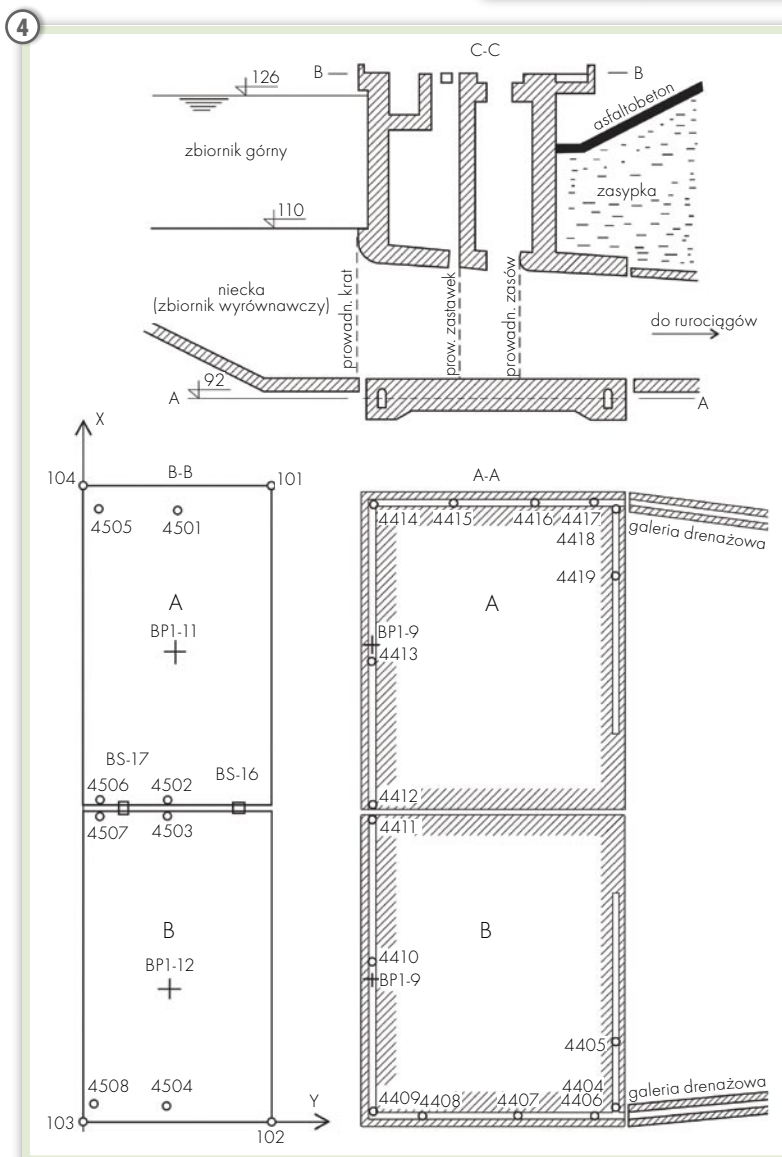 4
C-C
B
B
126
asfaltobeton
zbiornik górny
zasypka
110
prowadn. krat
prow. zastawek
prowadn. zasów
niecka
(zbiornik wyrównawczy)
do rurociągów
92
A
A
X
B-B
104
101
4505
4501
A
BP1-11
BS-17
BS-16
4506
4502
4507
4503
B
BP1-12
4508
4504
Y
103
102
A-A
4414
4415
4416
4417
4418
galeria drenażowa
4419
A
BP1-9
4413
4412
4411
B
4410
BP1-9
4405
4404
4409
4408
4407
4406
galeria drenażowa